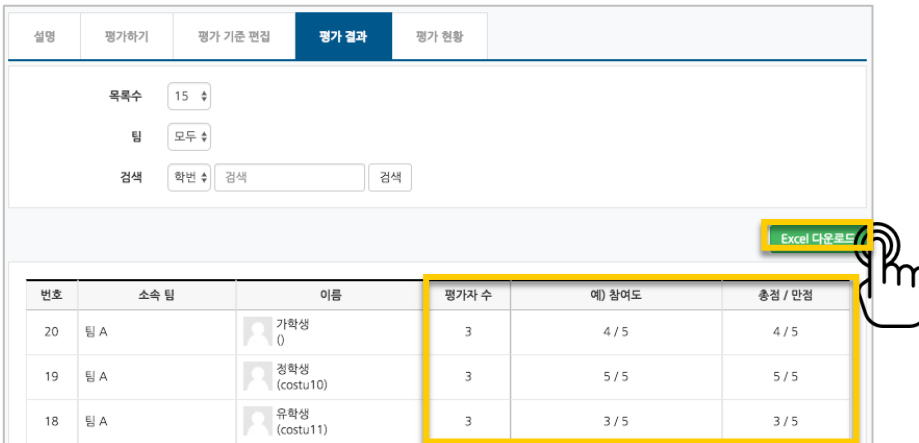 설명 평가하기 평가 기준 편집 평가 결과 평가 현황
목록수 15
팀 모두
검색 학번 검색 검색
Excel 다운로드
번호 소속 팀 이름 평가자 수 예) 참여도 총점 / 만점
20 팀 A 가학생 3 4 / 5 4 / 5
()
19 팀 A 정학생 3 5 / 5 5 / 5
(costu10)
18 팀 A 유학생 3 3 / 5 3 / 5
(costu11)